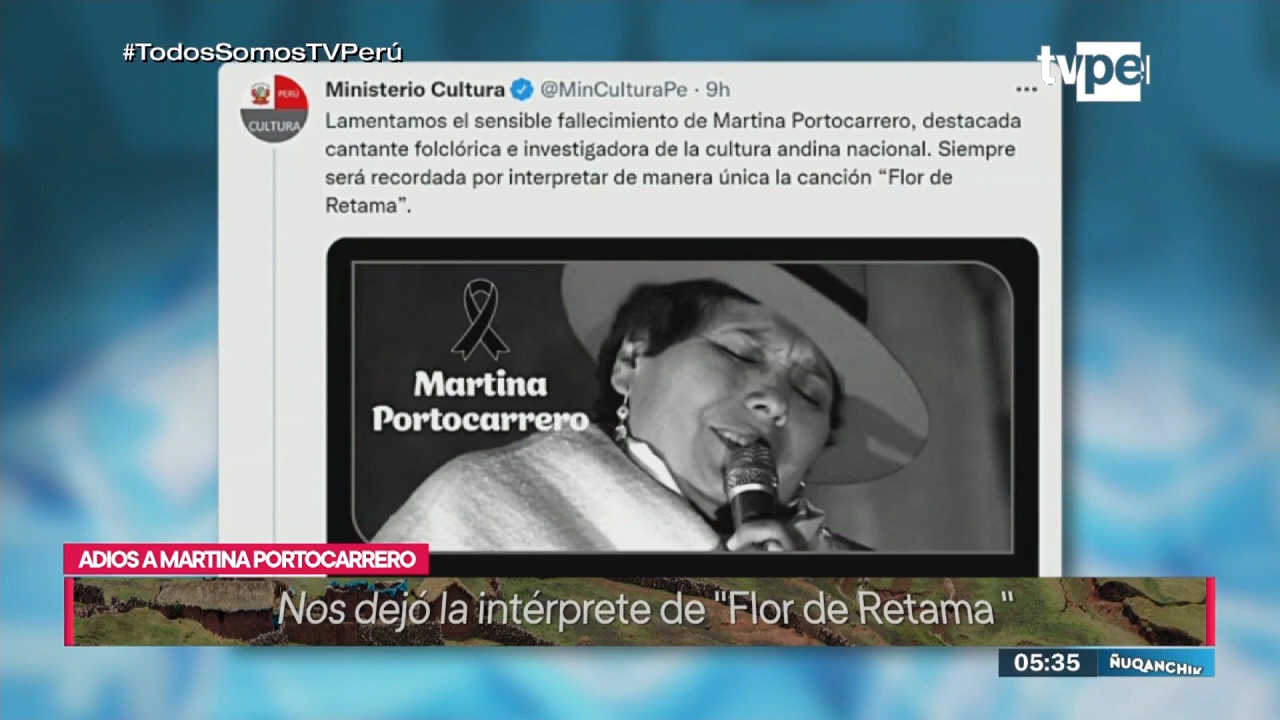 #TodosSomosTVPerú
tvpe
PERÚ
CULTURA
Ministerio Cultura @MinCulturaPe · 9h
Lamentamos el sensible fallecimiento de Martina Portocarrero, destacada
cantante folclórica e investigadora de la cultura andina nacional. Siempre
será recordada por interpretar de manera única la canción “Flor de
Retama”.
Martina
Portocarrero
ADIOS A MARTINA PORTOCARRERO
Nos dejó la intérprete de "Flor de Retama "
05:35
ÑUQANCHIK